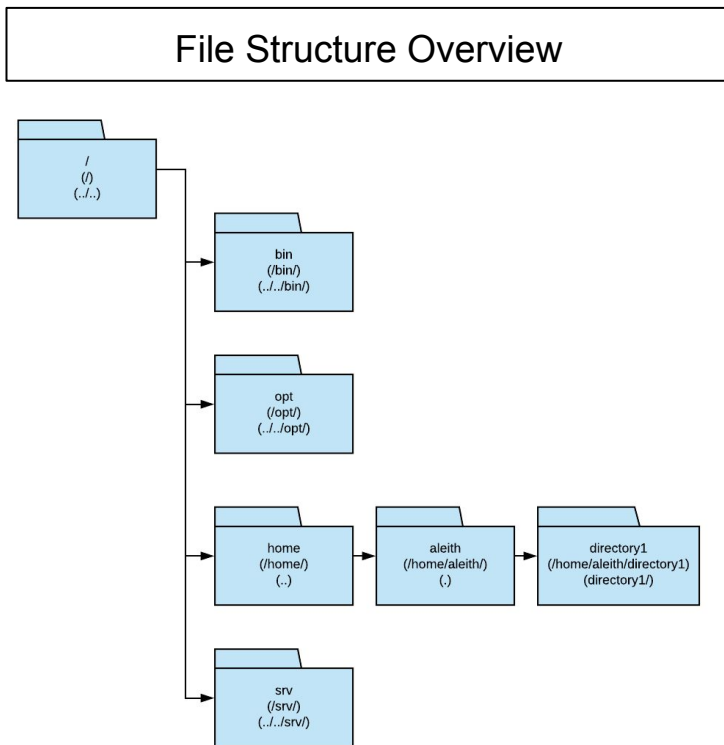 File Structure Overview
/
(/)
(../..)
bin
(/bin/)
(../../bin/)
opt
(/opt/)
(../../opt/)
home
(/home/)
(..)
aleith
(/home/aleith/)
(.)
directory1
(/home/aleith/directory1)
(directory1/)
srv
(/srv/)
(../../srv/)